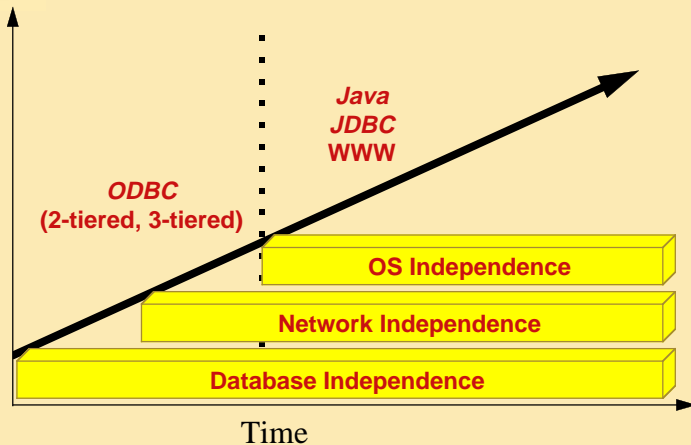 Java
JDBC
WWW
ODBC
(2-tiered, 3-tiered)
OS Independence
Network Independence
Database Independence
Time